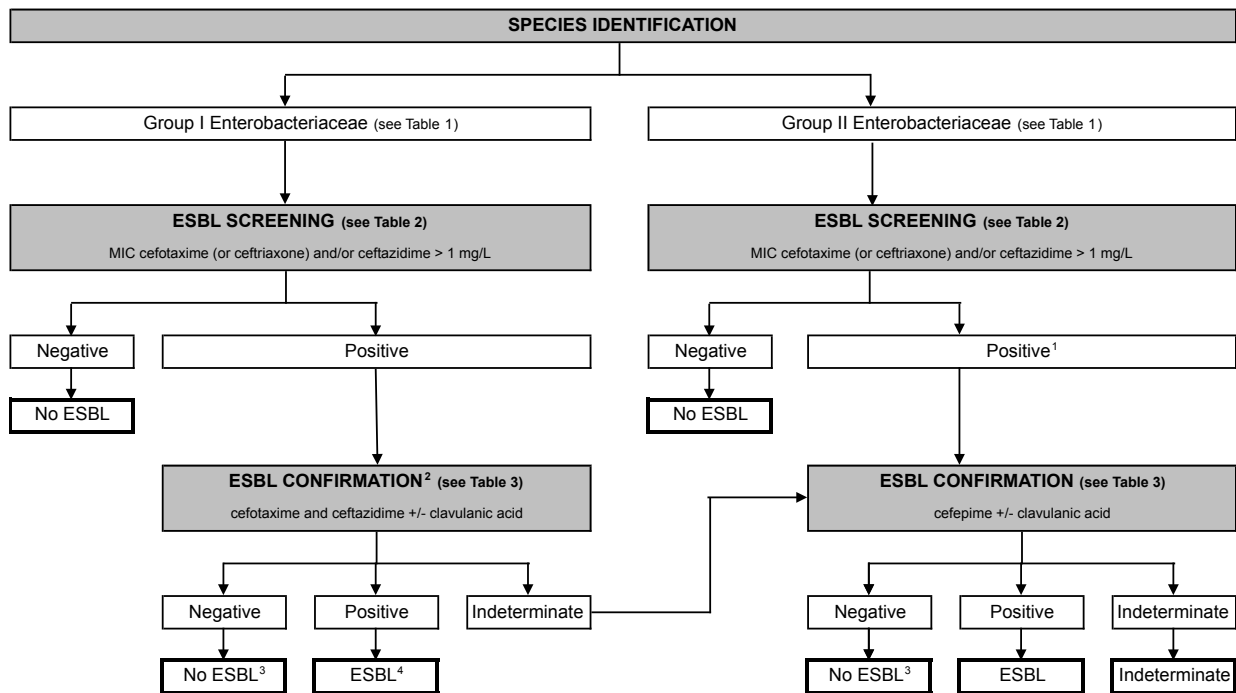 SPECIES IDENTIFICATION
Group I Enterobacteriaceae (see Table 1)
Group II Enterobacteriaceae (see Table 1)
ESBL SCREENING (see Table 2)
MIC cefotaxime (or ceftriaxone) and/or ceftazidime > 1 mg/L
ESBL SCREENING (see Table 2)
MIC cefotaxime (or ceftriaxone) and/or ceftazidime > 1 mg/L
Negative
Positive
Negative
Positive¹
No ESBL
No ESBL
ESBL CONFIRMATION² (see Table 3)
cefotaxime and ceftazidime +/- clavulanic acid
ESBL CONFIRMATION (see Table 3)
cefepime +/- clavulanic acid
Negative
Positive
Indeterminate
Negative
Positive
Indeterminate
No ESBL³
ESBL⁴
No ESBL³
ESBL
Indeterminate